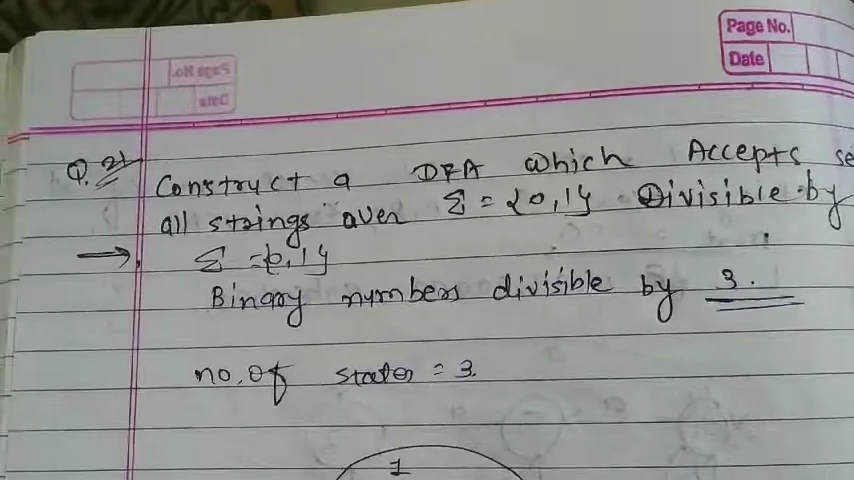 Page No.
Date
Q. 2) Construct a DFA which Accepts se
all strings over Σ = {0,1} Divisible by
→ Σ = {0,1}
Binary numbers divisible by 3.
no. of states = 3.
1